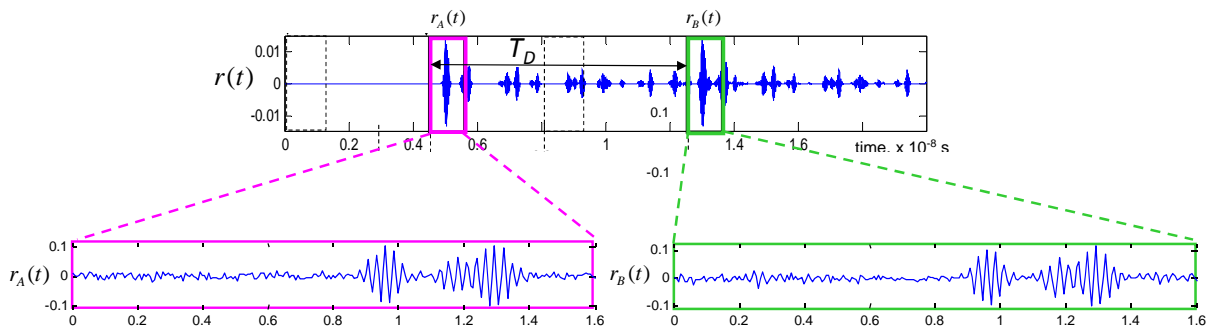 r_A(t) r_B(t)
T_D
0.01
r(t) 0
-0.01
0.1
0 0.2 0.4 0.6 0.8 1 1.4 1.6 time, x 10⁻⁸ s
-0.1
0.1 0.1
r_A(t) 0 r_B(t) 0
-0.1 -0.1
0 0.2 0.4 0.6 0.8 1 1.2 1.4 1.6 0 0.2 0.4 0.6 0.8 1 1.2 1.4 1.6